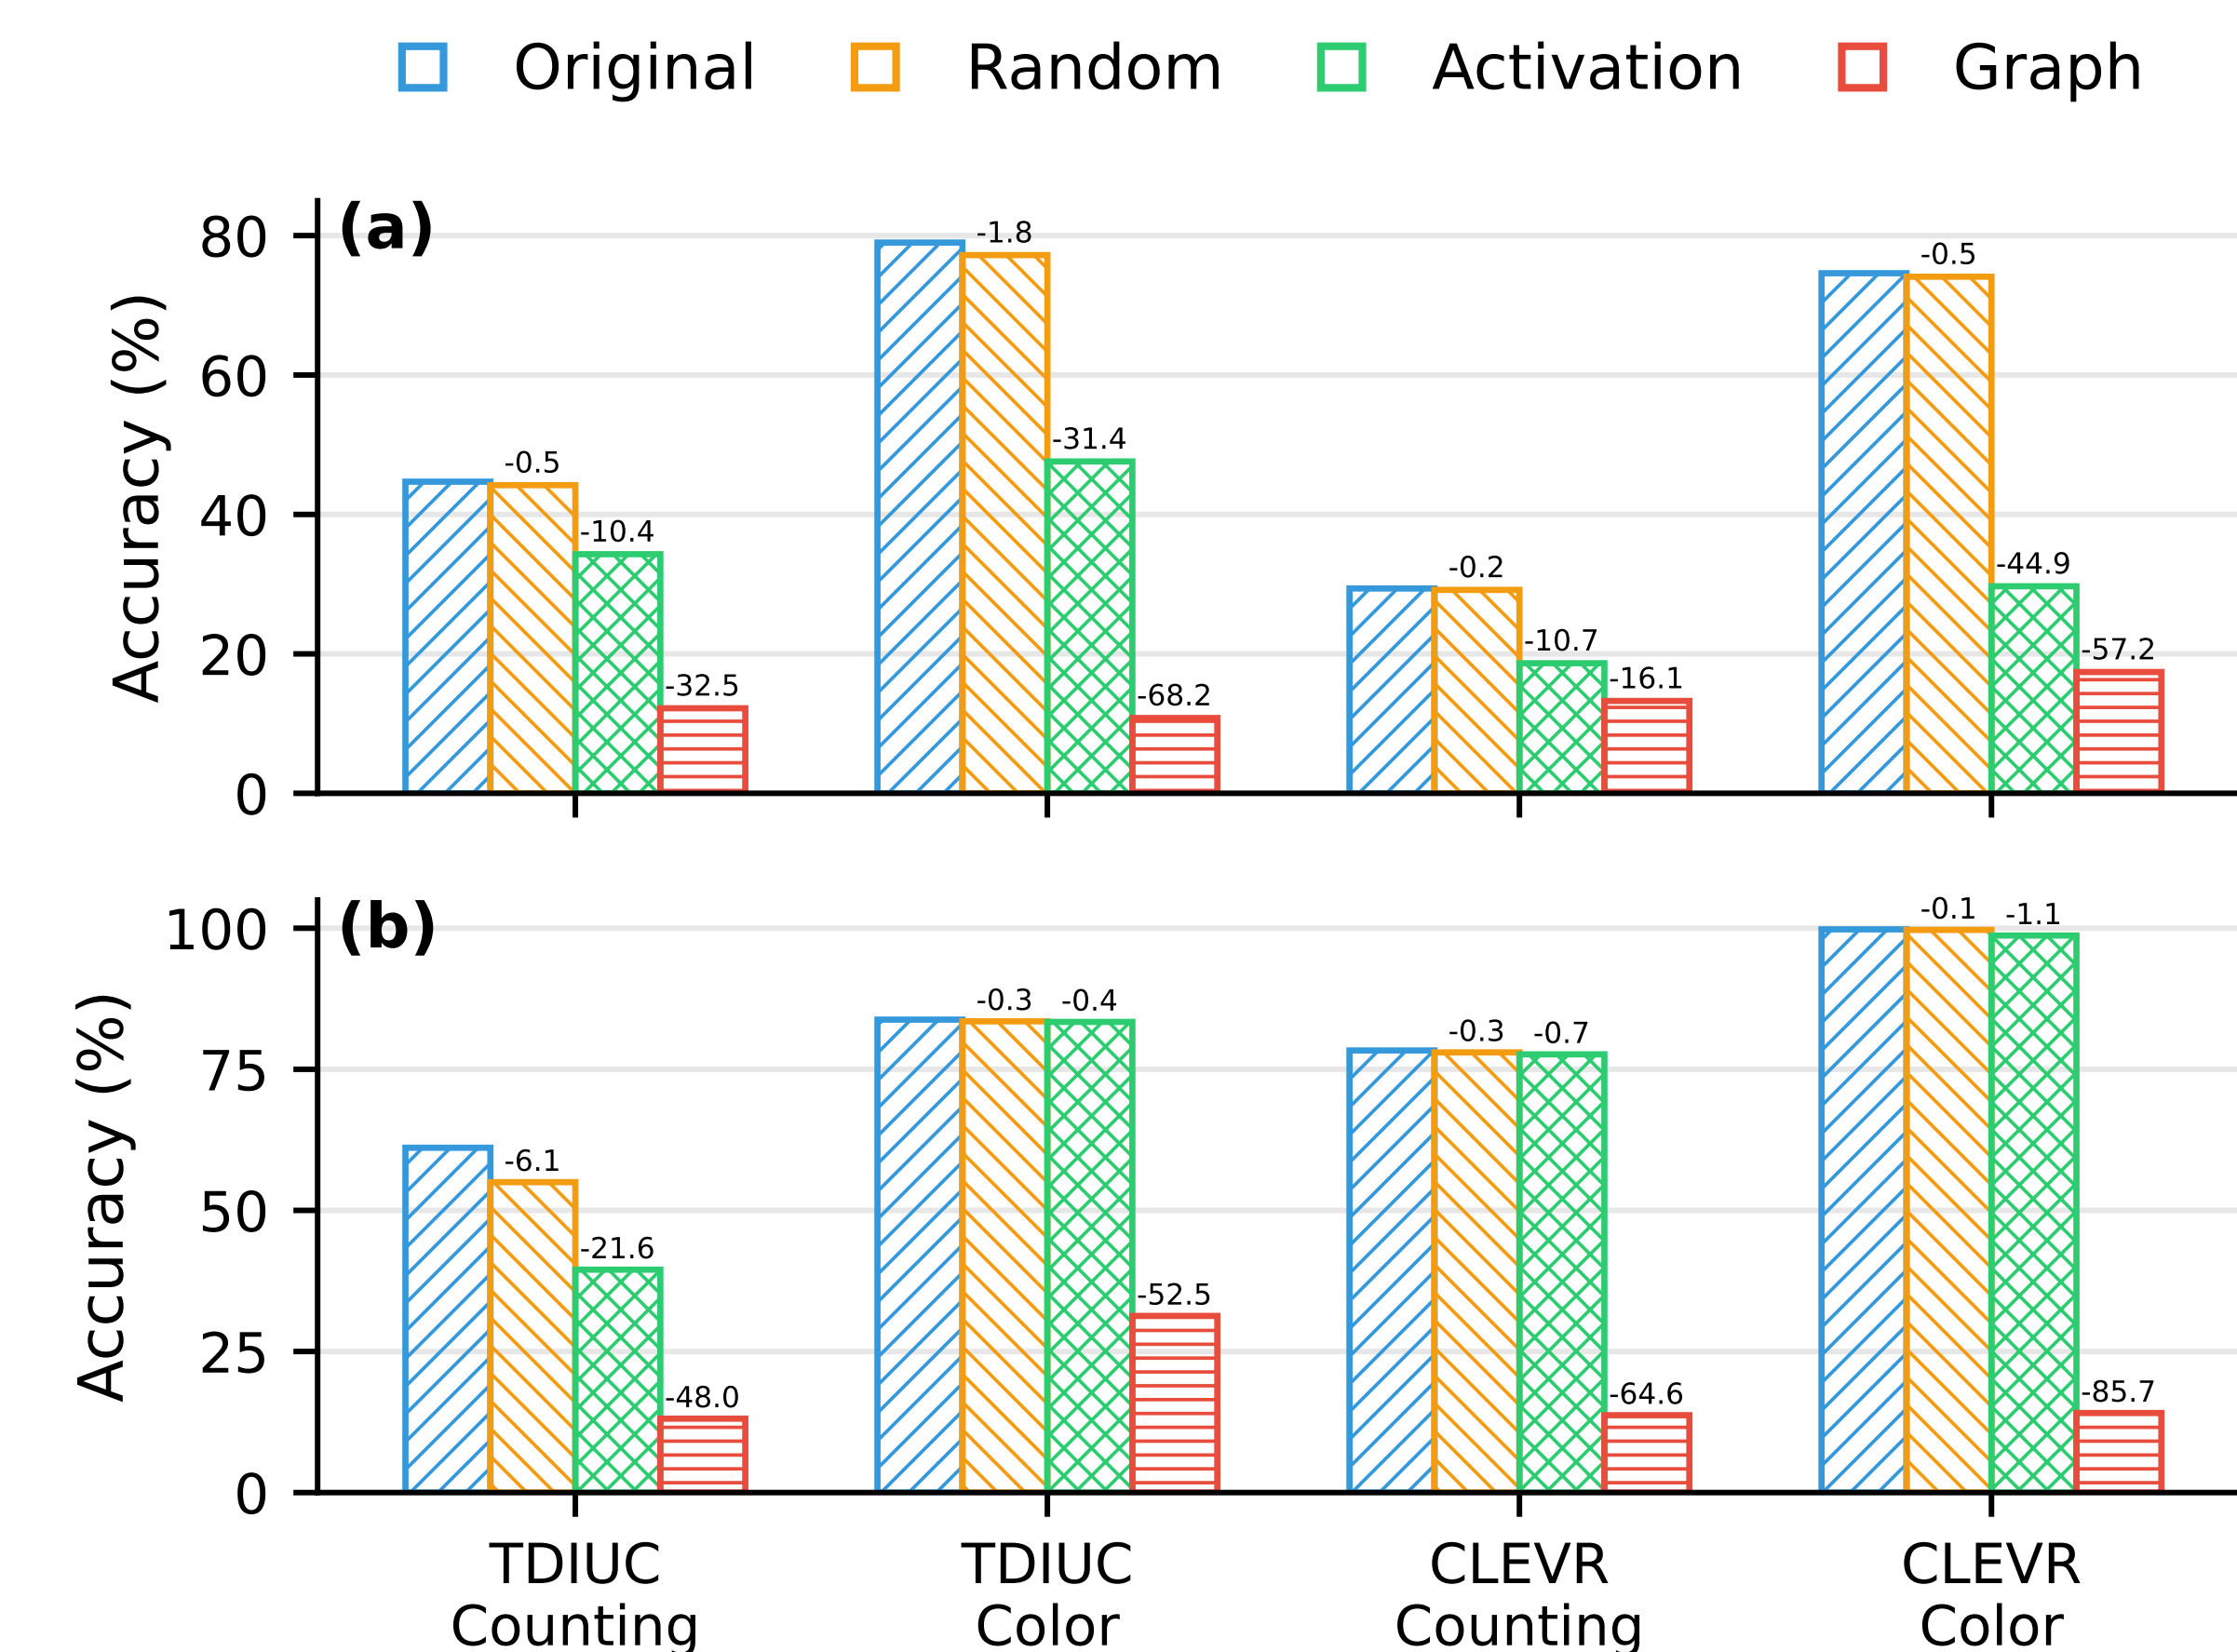 Original Random Activation Graph
(a)
Accuracy (%)
80
60
40
20
0
-0.5
-10.4
-32.5
-1.8
-31.4
-68.2
-0.2
-10.7
-16.1
-0.5
-44.9
-57.2
(b)
Accuracy (%)
100
75
50
25
0
-6.1
-21.6
-48.0
-0.3
-0.4
-52.5
-0.3
-0.7
-64.6
-0.1
-1.1
-85.7
TDIUC
Counting
TDIUC
Color
CLEVR
Counting
CLEVR
Color